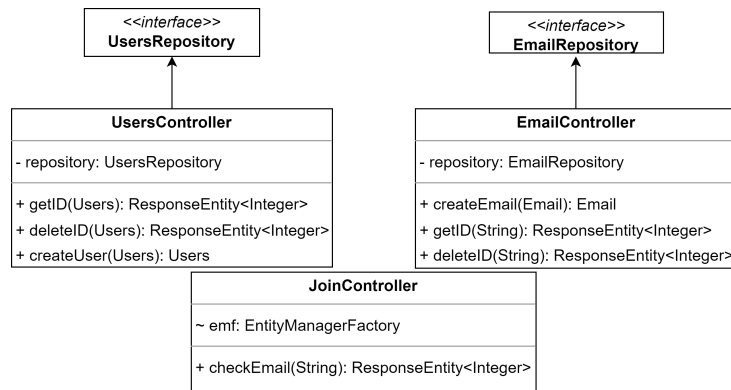 <<interface>>
UsersRepository
<<interface>>
EmailRepository
UsersController
- repository: UsersRepository
+ getID(Users): ResponseEntity<Integer>
+ deleteID(Users): ResponseEntity<Integer>
+ createUser(Users): Users
EmailController
- repository: EmailRepository
+ createEmail(Email): Email
+ getID(String): ResponseEntity<Integer>
+ deleteID(String): ResponseEntity<Integer>
JoinController
~ emf: EntityManagerFactory
+ checkEmail(String): ResponseEntity<Integer>